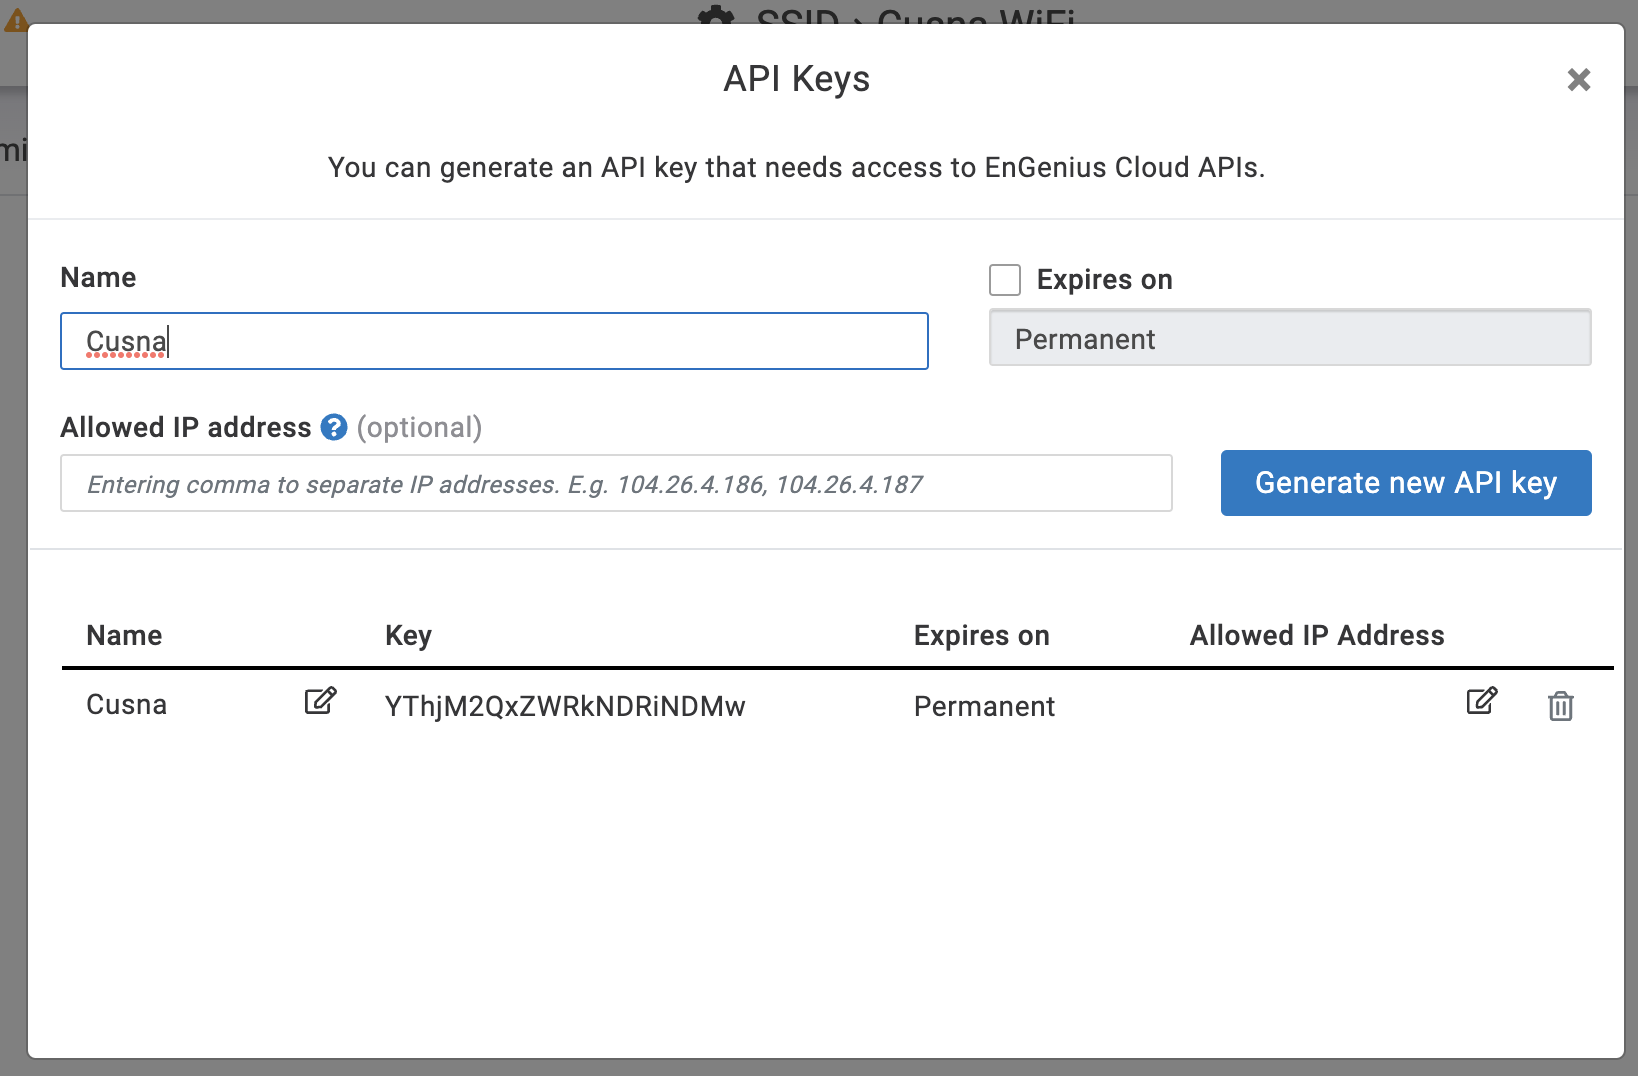 SSID › Cusna WiFi
API Keys
You can generate an API key that needs access to EnGenius Cloud APIs.
Name
Expires on
Cusna
Permanent
Allowed IP address ? (optional)
Entering comma to separate IP addresses. E.g. 104.26.4.186, 104.26.4.187
Generate new API key
Name Key Expires on Allowed IP Address
Cusna YThjM2QxZWRkNDRiNDMw Permanent